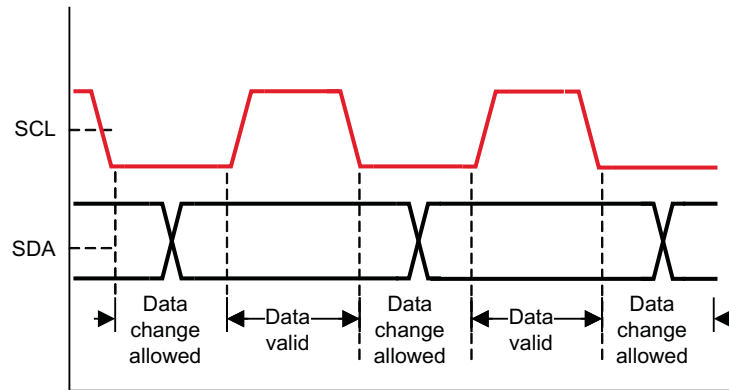 SCL
SDA
Data
change
allowed
Data
valid
Data
change
allowed
Data
valid
Data
change
allowed